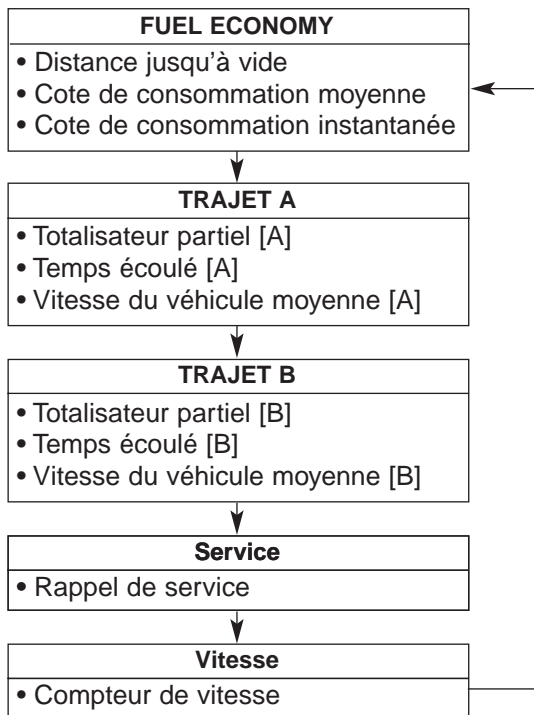 FUEL ECONOMY
• Distance jusqu'à vide
• Cote de consommation moyenne
• Cote de consommation instantanée
TRAJET A
• Totalisateur partiel [A]
• Temps écoulé [A]
• Vitesse du véhicule moyenne [A]
TRAJET B
• Totalisateur partiel [B]
• Temps écoulé [B]
• Vitesse du véhicule moyenne [B]
Service
• Rappel de service
Vitesse
• Compteur de vitesse